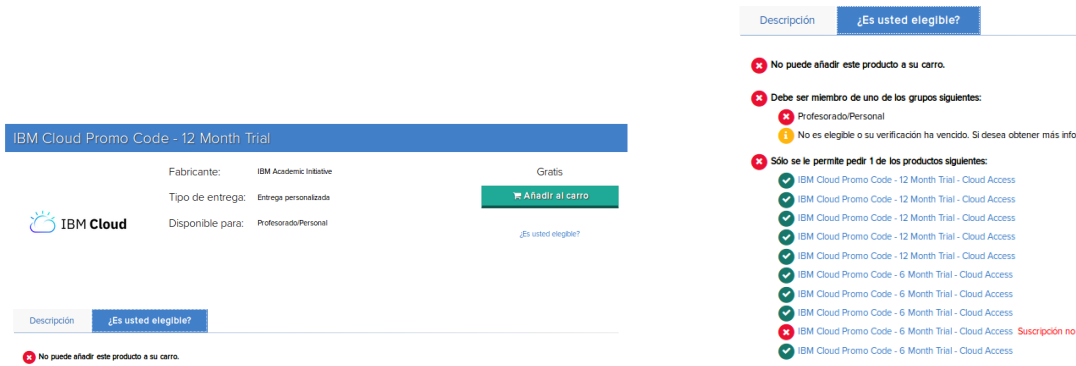 IBM Cloud Promo Code - 12 Month Trial
Fabricante: IBM Academic Initiative
Gratis
Tipo de entrega: Entrega personalizada
Añadir al carro
IBM Cloud
Disponible para: Profesorado/Personal
¿Es usted elegible?
Descripción
¿Es usted elegible?
No puede añadir este producto a su carro.
Descripción
¿Es usted elegible?
No puede añadir este producto a su carro.
Debe ser miembro de uno de los grupos siguientes:
Profesorado/Personal
No es elegible o su verificación ha vencido. Si desea obtener más info
Sólo se le permite pedir 1 de los productos siguientes:
IBM Cloud Promo Code - 12 Month Trial - Cloud Access
IBM Cloud Promo Code - 12 Month Trial - Cloud Access
IBM Cloud Promo Code - 12 Month Trial - Cloud Access
IBM Cloud Promo Code - 12 Month Trial - Cloud Access
IBM Cloud Promo Code - 12 Month Trial - Cloud Access
IBM Cloud Promo Code - 6 Month Trial - Cloud Access
IBM Cloud Promo Code - 6 Month Trial - Cloud Access
IBM Cloud Promo Code - 6 Month Trial - Cloud Access
IBM Cloud Promo Code - 6 Month Trial - Cloud Access Suscripción no
IBM Cloud Promo Code - 6 Month Trial - Cloud Access